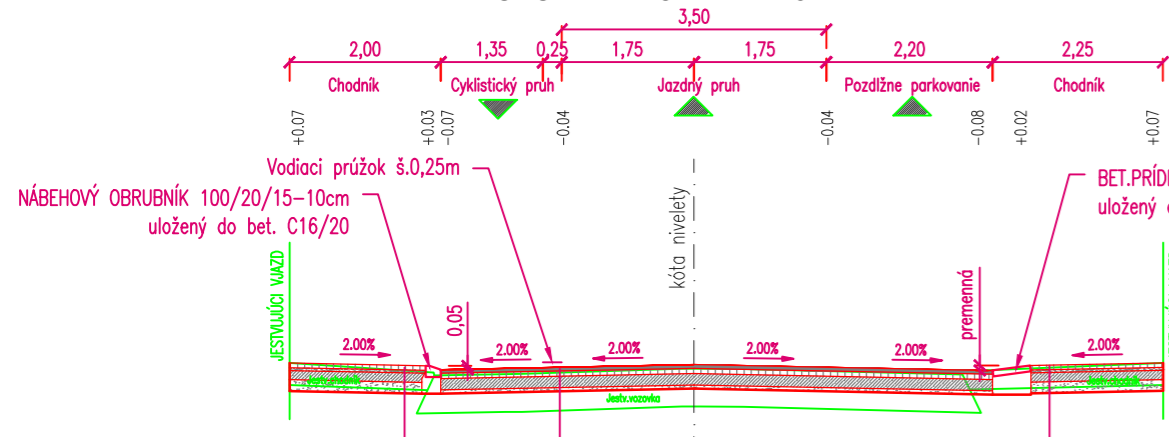 3,50
2,00 1,35 0,25 1,75 1,75 2,20 2,25
Chodník Cyklistický pruh Jazdný pruh Pozdĺžne parkovanie Chodník
+0.07 +0.03 -0.07 -0.04 -0.04 -0.08 +0.02 +0.07
Vodiaci prúžok š.0,25m
NÁBEHOVÝ OBRUBNÍK 100/20/15-10cm
uložený do bet. C16/20
BET.PRÍD
uložený
kóta nivelety
JESTVUJÚCI VJAZD
0,05
premenná
2.00% 2.00% 2.00% 2.00% 2.00% 2.00%
Jestv.vozovka